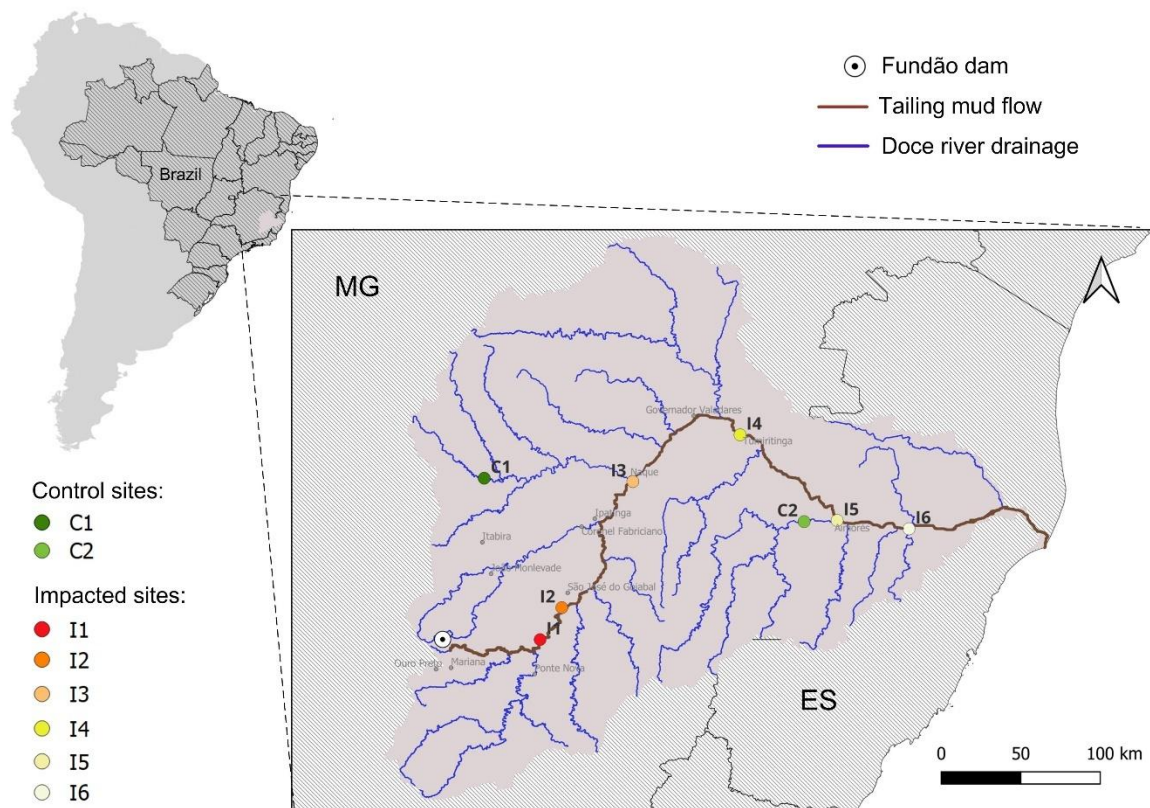 Fundão dam
Tailing mud flow
Doce river drainage
Brazil
MG
Governador Valadares
I4
Tumiritinga
C1
I3
Naque
Ipatinga
Coronel Fabriciano
C2
I5
Aimorés
I6
Itabira
João Monlevade
São José do Goiabal
I2
I1
Ouro Preto
Mariana
Ponte Nova
ES
0 50 100 km
Control sites:
C1
C2
Impacted sites:
I1
I2
I3
I4
I5
I6